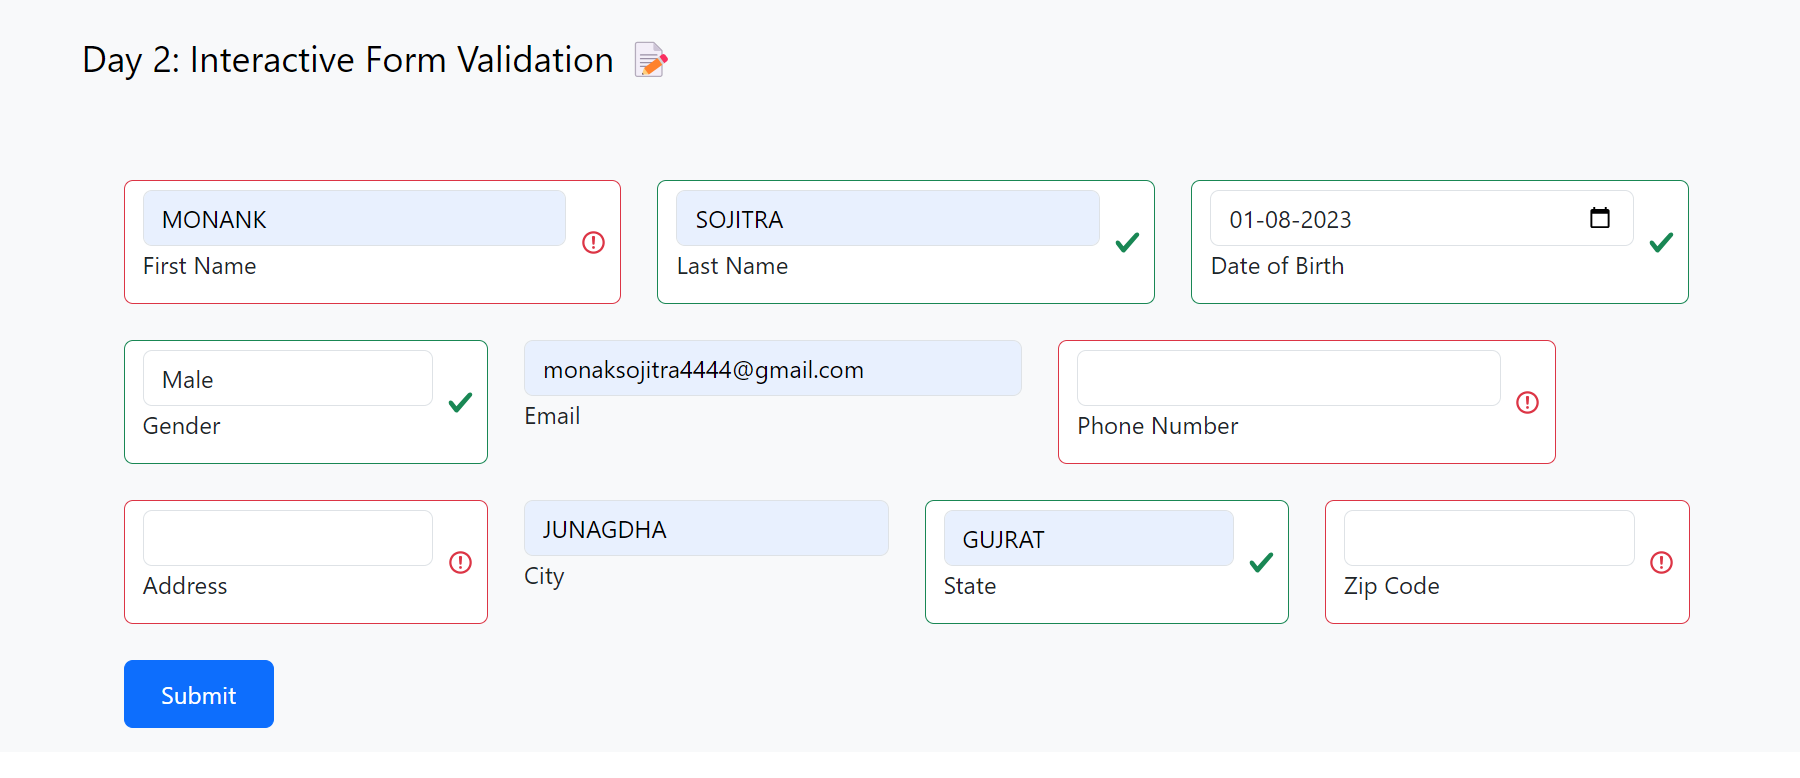 Day 2: Interactive Form Validation 📝
MONANK
First Name
SOJITRA
Last Name
01-08-2023
Date of Birth
Male
Gender
monaksojitra4444@gmail.com
Email
Phone Number
Address
JUNAGDHA
City
GUJRAT
State
Zip Code
Submit